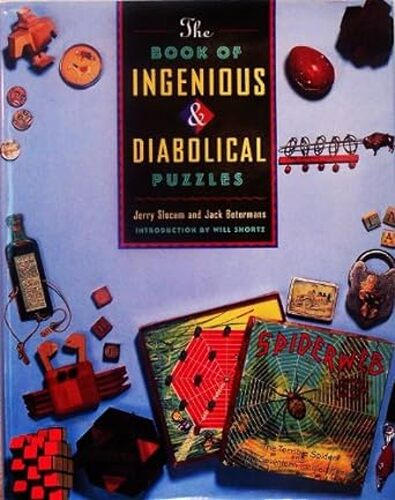 The
BOOK OF
INGENIOUS
&
DIABOLICAL
PUZZLES
Jerry Slocum and Jack Botermans
INTRODUCTION BY WILL SHORTZ
SPIDERWEB